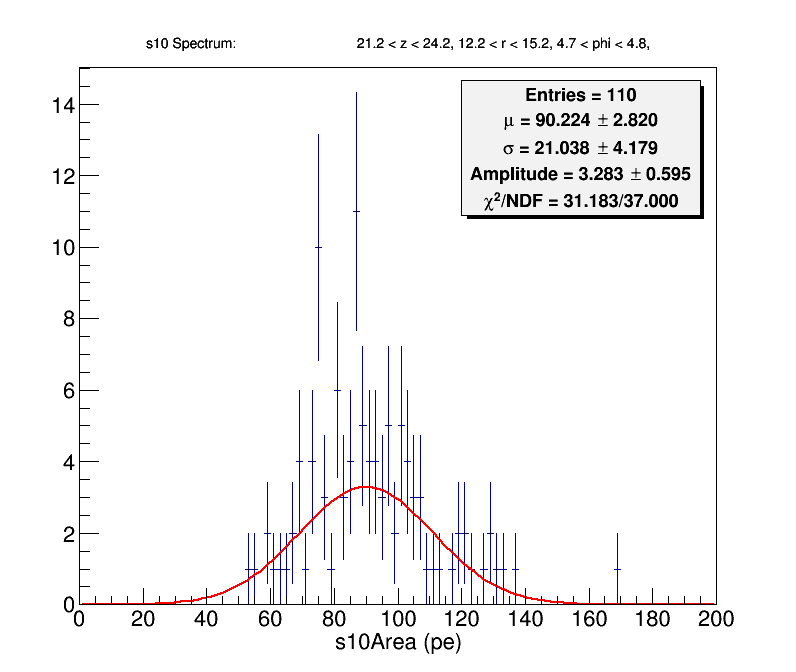 s10 Spectrum: 21.2 < z < 24.2, 12.2 < r < 15.2, 4.7 < phi < 4.8,
Entries = 110
μ = 90.224 ± 2.820
σ = 21.038 ± 4.179
Amplitude = 3.283 ± 0.595
χ²/NDF = 31.183/37.000
14
12
10
8
6
4
2
0
0 20 40 60 80 100 120 140 160 180 200
s10Area (pe)